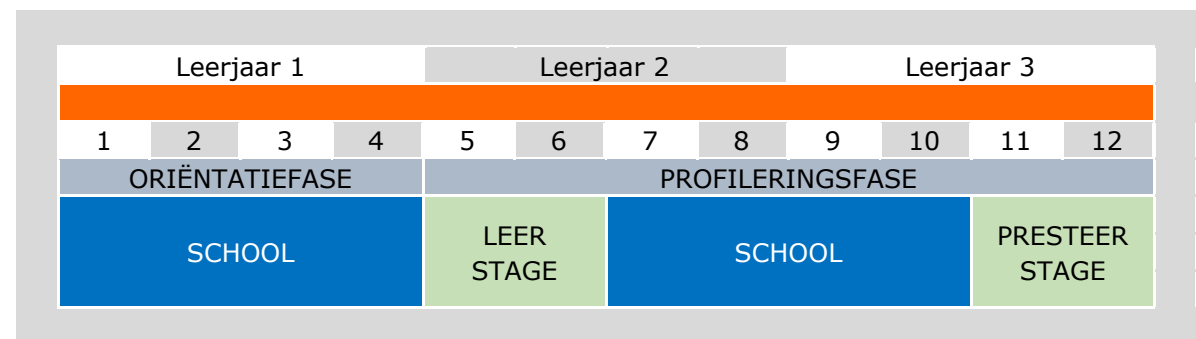 Leerjaar 1 Leerjaar 2 Leerjaar 3
1 2 3 4 5 6 7 8 9 10 11 12
ORIËNTATIEFASE PROFILERINGSFASE
SCHOOL
LEER
STAGE
SCHOOL
PRESTEER
STAGE